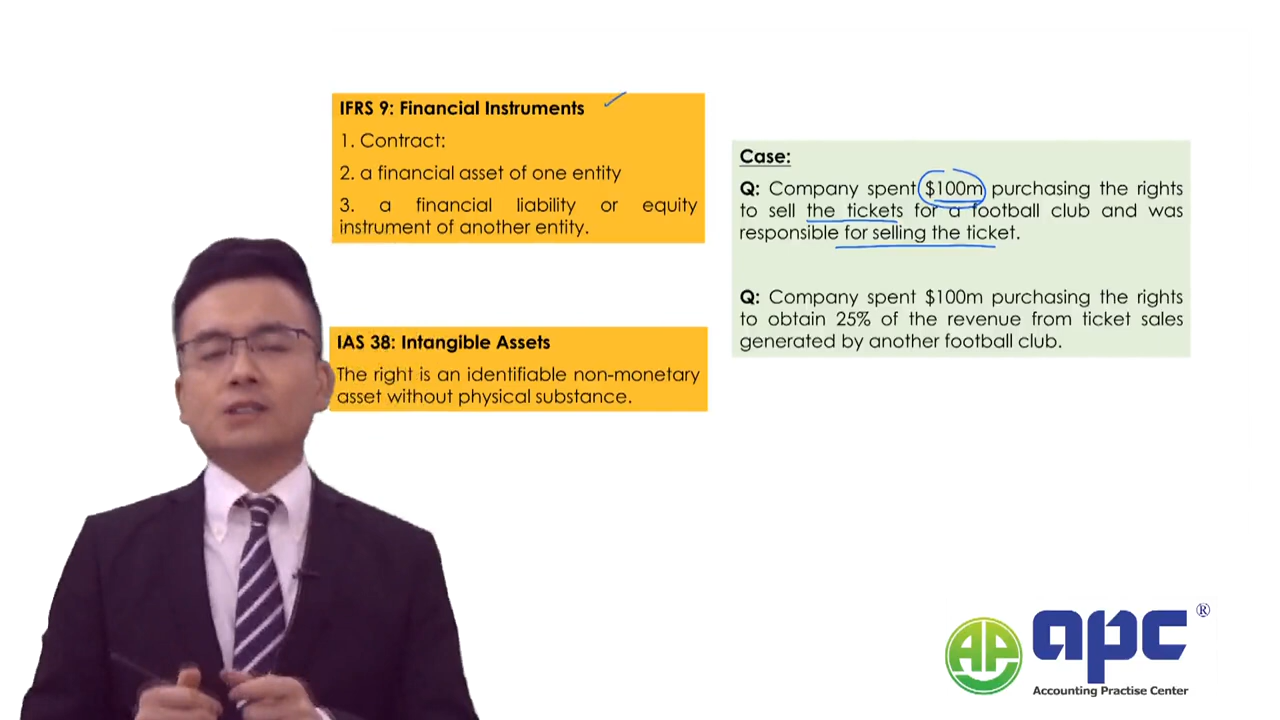 IFRS 9: Financial Instruments
1. Contract:
2. a financial asset of one entity
3. a financial liability or equity
instrument of another entity.
IAS 38: Intangible Assets
The right is an identifiable non-monetary
asset without physical substance.
Case:
Q: Company spent $100m purchasing the rights
to sell the tickets for a football club and was
responsible for selling the ticket.
Q: Company spent $100m purchasing the rights
to obtain 25% of the revenue from ticket sales
generated by another football club.
AP apc ®
Accounting Practise Center